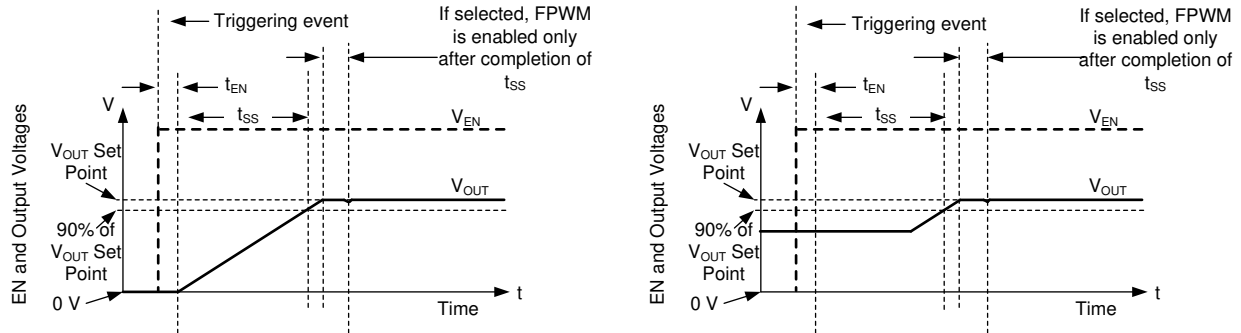 If selected, FPWM
is enabled only
after completion of
tSS
Triggering event
tEN
V
tSS
VEN
VOUT Set
Point
VOUT
90% of
VOUT Set
Point
0 V
EN and Output Voltages
t
Time
If selected, FPWM
is enabled only
after completion of
tSS
Triggering event
tEN
V
tSS
VEN
VOUT Set
Point
VOUT
90% of
VOUT Set
Point
0 V
EN and Output Voltages
t
Time